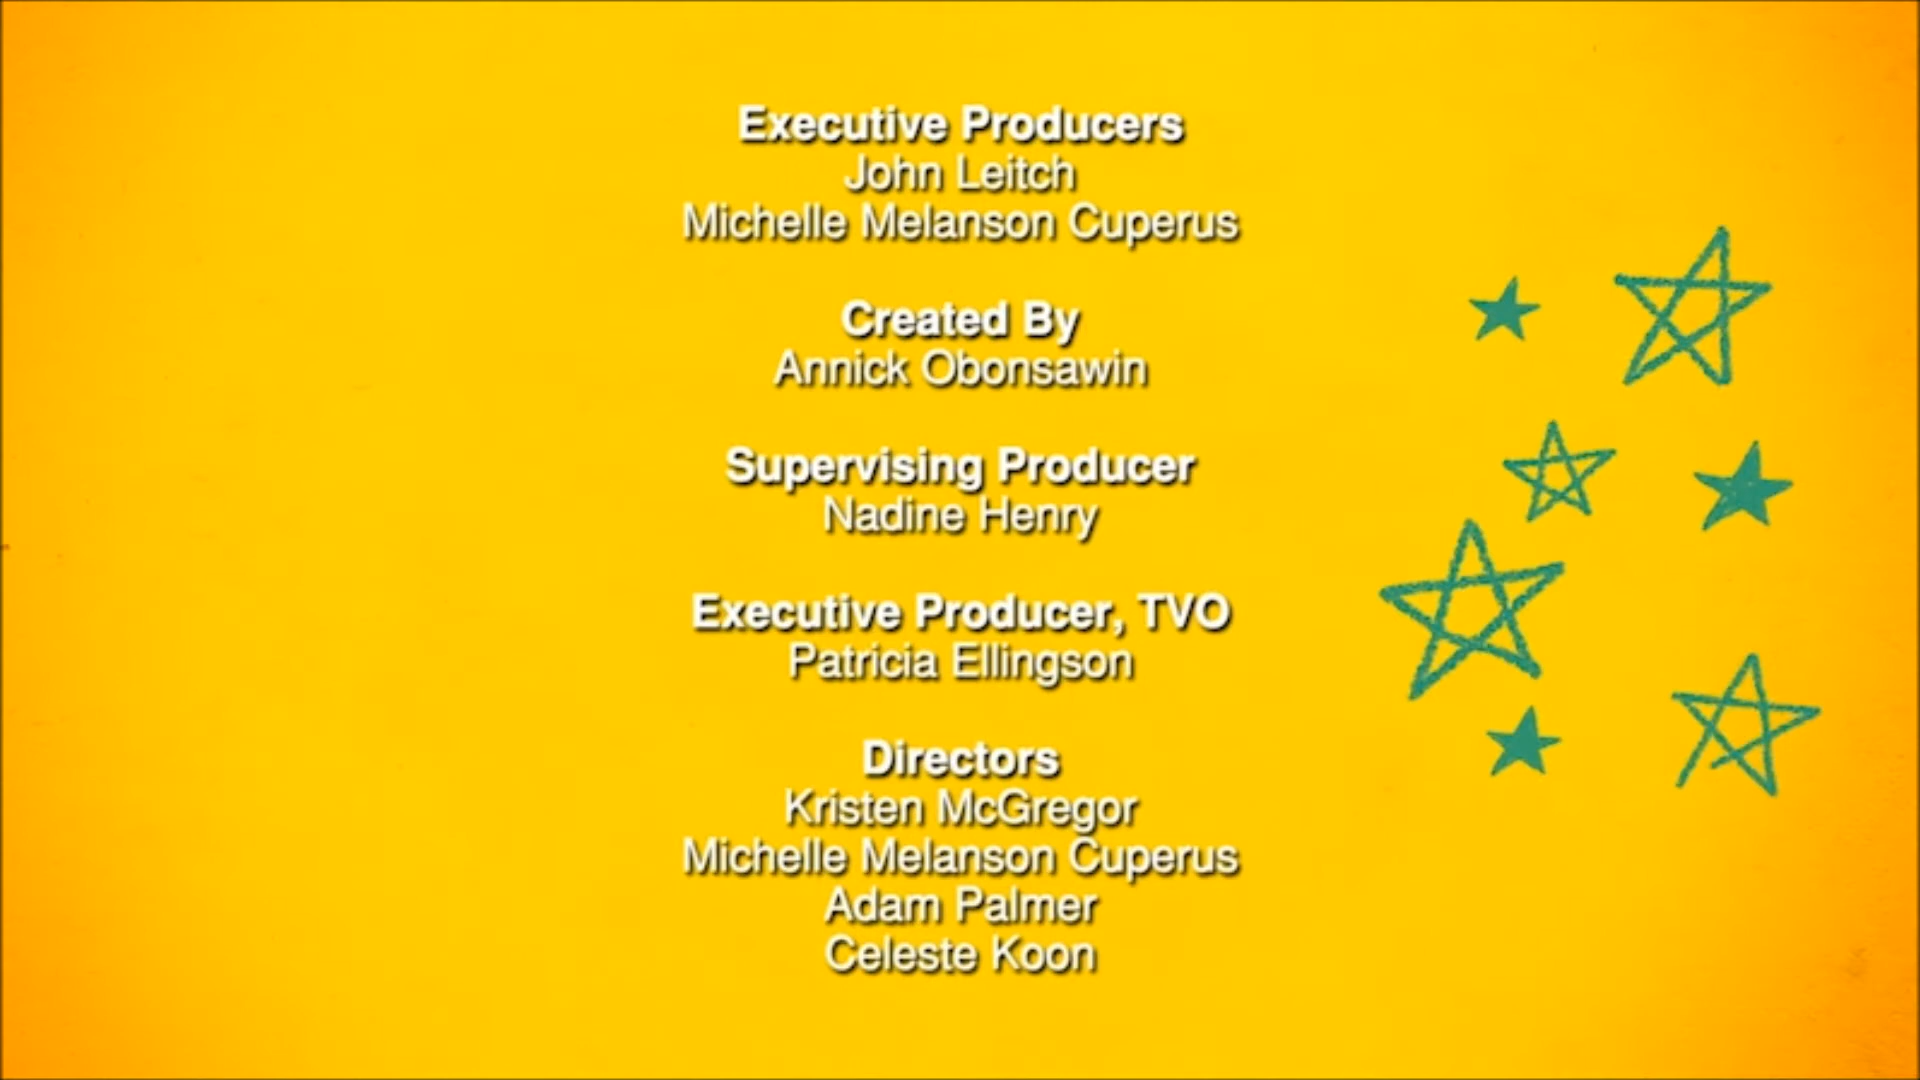 Executive Producers
John Leitch
Michelle Melanson Cuperus
Created By
Annick Obonsawin
Supervising Producer
Nadine Henry
Executive Producer, TVO
Patricia Ellingson
Directors
Kristen McGregor
Michelle Melanson Cuperus
Adam Palmer
Celeste Koon